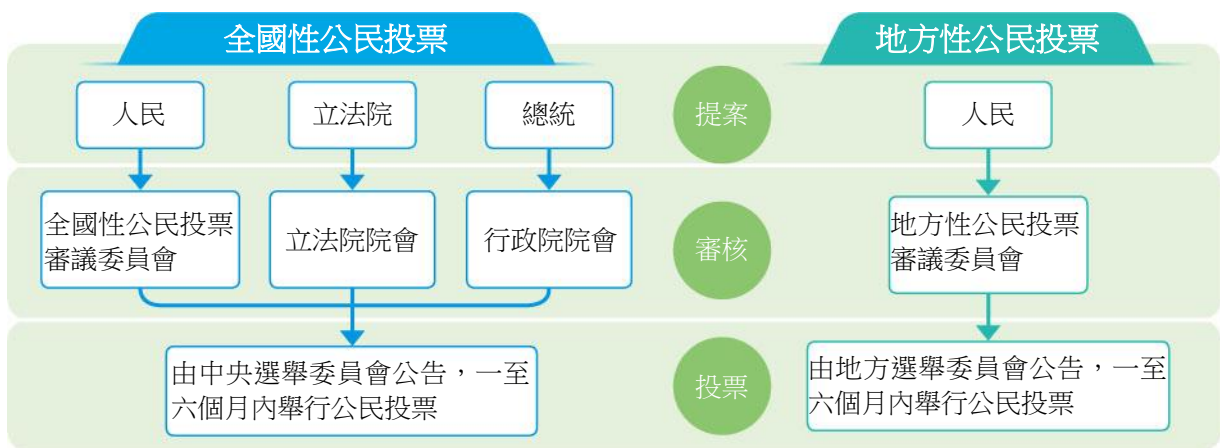 全國性公民投票
地方性公民投票
人民
立法院
總統
提案
人民
全國性公民投票
審議委員會
立法院院會
行政院院會
審核
地方性公民投票
審議委員會
由中央選舉委員會公告，一至
六個月內舉行公民投票
投票
由地方選舉委員會公告，一至
六個月內舉行公民投票